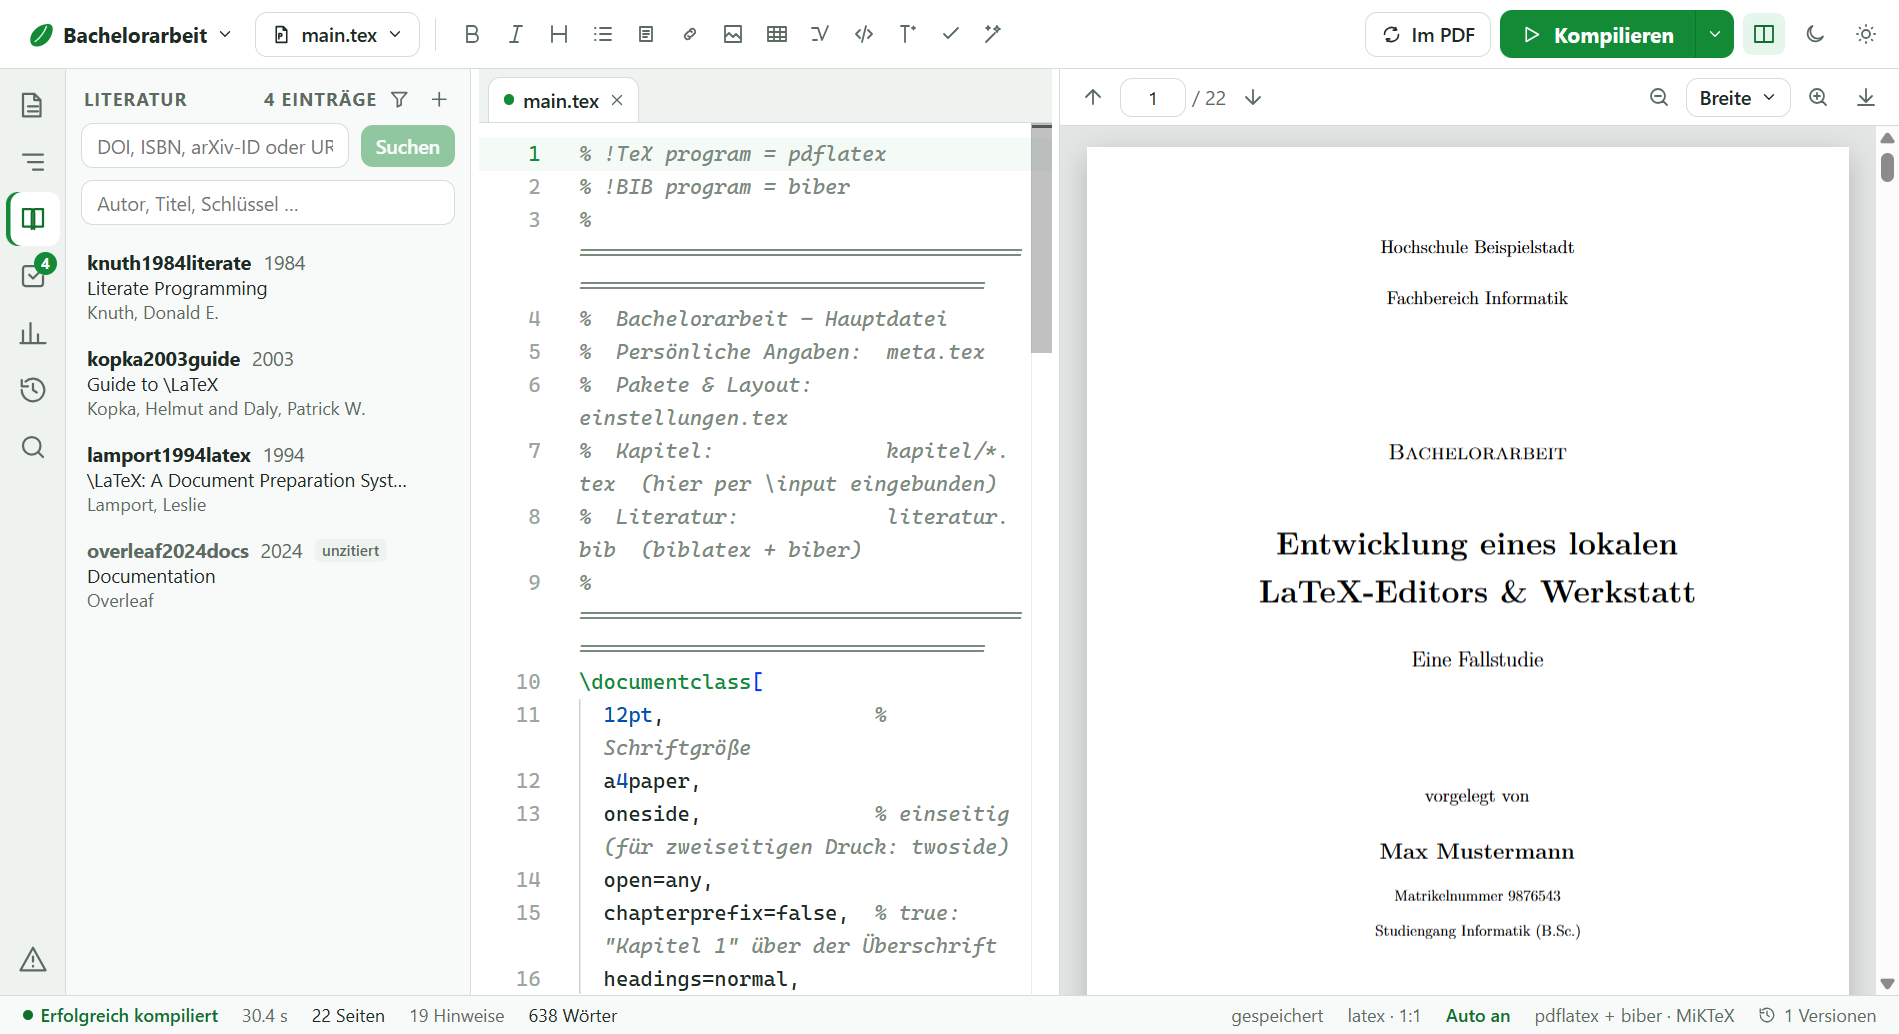 Bachelorarbeit
main.tex
Im PDF
Kompilieren
LITERATUR
4 EINTRÄGE
DOI, ISBN, arXiv-ID oder UR
Suchen
Autor, Titel, Schlüssel ...
knuth1984literate 1984
Literate Programming
Knuth, Donald E.
kopka2003guide 2003
Guide to \LaTeX
Kopka, Helmut and Daly, Patrick W.
lamport1994latex 1994
\LaTeX: A Document Preparation Syst...
Lamport, Leslie
overleaf2024docs 2024 unzitiert
Documentation
Overleaf
4
main.tex
1 % !TeX program = pdflatex
2 % !BIB program = biber
3 %
====================================
=================================
4 % Bachelorarbeit – Hauptdatei
5 % Persönliche Angaben: meta.tex
6 % Pakete & Layout:
einstellungen.tex
7 % Kapitel: kapitel/*.
tex (hier per \input eingebunden)
8 % Literatur: literatur.
bib (biblatex + biber)
9 %
====================================
=================================
10 \documentclass[
11 12pt, %
Schriftgröße
12 a4paper,
13 oneside, % einseitig
(für zweiseitigen Druck: twoside)
14 open=any,
15 chapterprefix=false, % true:
"Kapitel 1" über der Überschrift
16 headings=normal,
1 / 22
Breite
Hochschule Beispielstadt
Fachbereich Informatik
BACHELORARBEIT
Entwicklung eines lokalen
LaTeX-Editors & Werkstatt
Eine Fallstudie
vorgelegt von
Max Mustermann
Matrikelnummer 9876543
Studiengang Informatik (B.Sc.)
Erfolgreich kompiliert 30.4 s 22 Seiten 19 Hinweise 638 Wörter
gespeichert latex · 1:1 Auto an pdflatex + biber · MiKTeX 1 Versionen